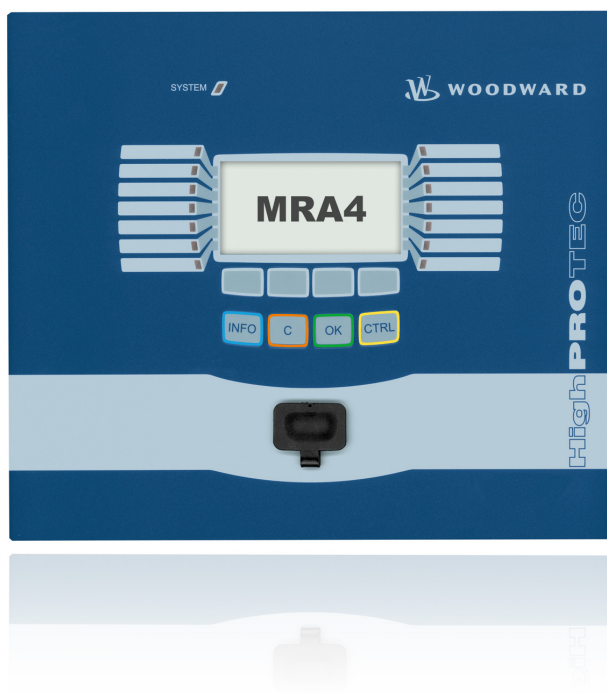 SYSTEM
WOODWARD
MRA4
INFO
C
OK
CTRL
HighPROTEC